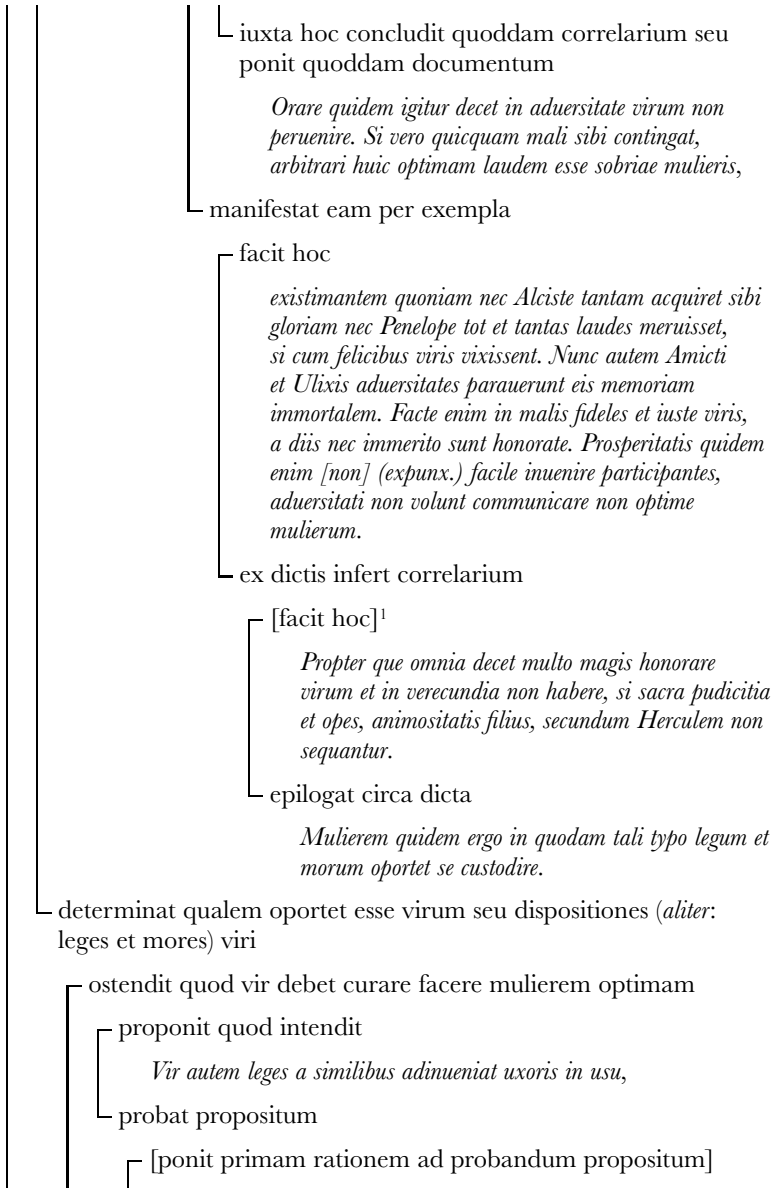 iuxta hoc concludit quoddam correlarium seu
ponit quoddam documentum
Orare quidem igitur decet in aduersitate virum non
peruenire. Si vero quicquam mali sibi contingat,
arbitrari huic optimam laudem esse sobriae mulieris,
manifestat eam per exempla
facit hoc
existimantem quoniam nec Alciste tantam acquiret sibi
gloriam nec Penelope tot et tantas laudes meruisset,
si cum felicibus viris vixissent. Nunc autem Amicti
et Ulixis aduersitates parauerunt eis memoriam
immortalem. Facte enim in malis fideles et iuste viris,
a diis nec immerito sunt honorate. Prosperitatis quidem
enim [non] (expunx.) facile inuenire participantes,
aduersitati non volunt communicare non optime
mulierum.
ex dictis infert correlarium
[facit hoc]1
Propter que omnia decet multo magis honorare
virum et in verecundia non habere, si sacra pudicitia
et opes, animositatis filius, secundum Herculem non
sequantur.
epilogat circa dicta
Mulierem quidem ergo in quodam tali typo legum et
morum oportet se custodire.
determinat qualem oportet esse virum seu dispositiones (aliter:
leges et mores) viri
ostendit quod vir debet curare facere mulierem optimam
proponit quod intendit
Vir autem leges a similibus adinueniat uxoris in usu,
probat propositum
[ponit primam rationem ad probandum propositum]